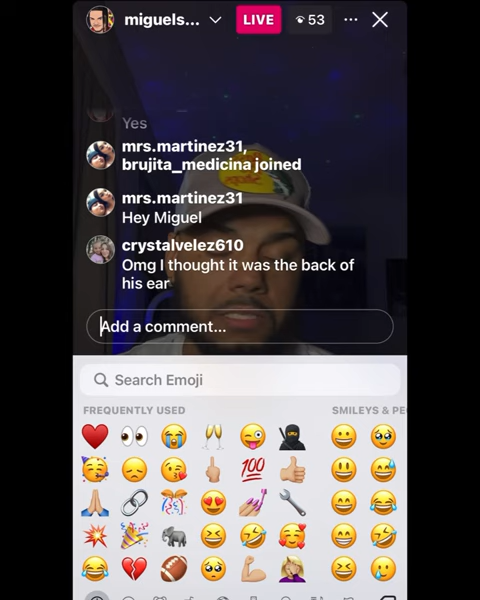 miguels...
LIVE
53
Yes
mrs.martinez31,
brujita_medicina joined
mrs.martinez31
Hey Miguel
crystalvelez610
Omg I thought it was the back of
his ear
Add a comment...
Search Emoji
FREQUENTLY USED
SMILEYS & PE
100